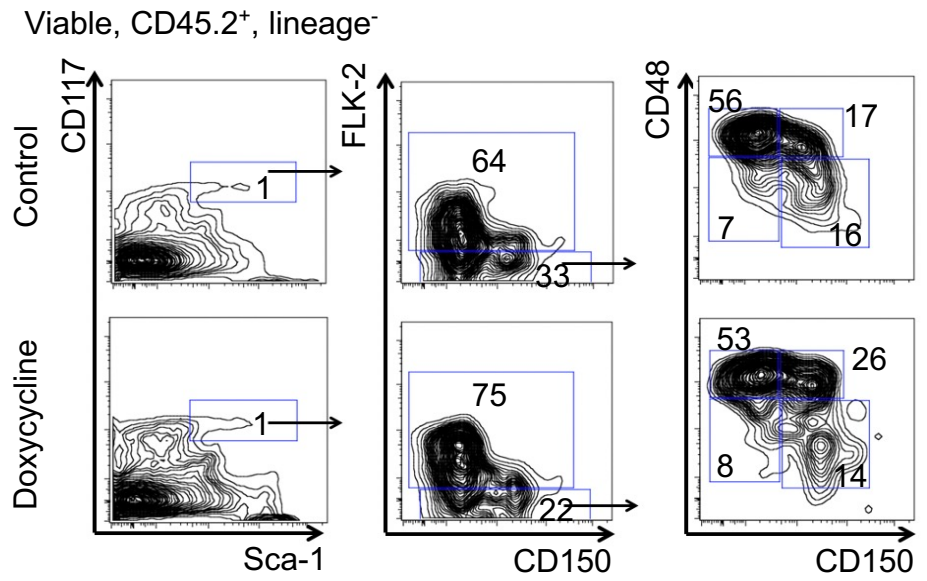 Viable, CD45.2⁺, lineage⁻
Control
CD117
1
FLK-2
64
33
CD48
56
17
7
16
Doxycycline
1
75
22
53
26
8
14
Sca-1
CD150
CD150